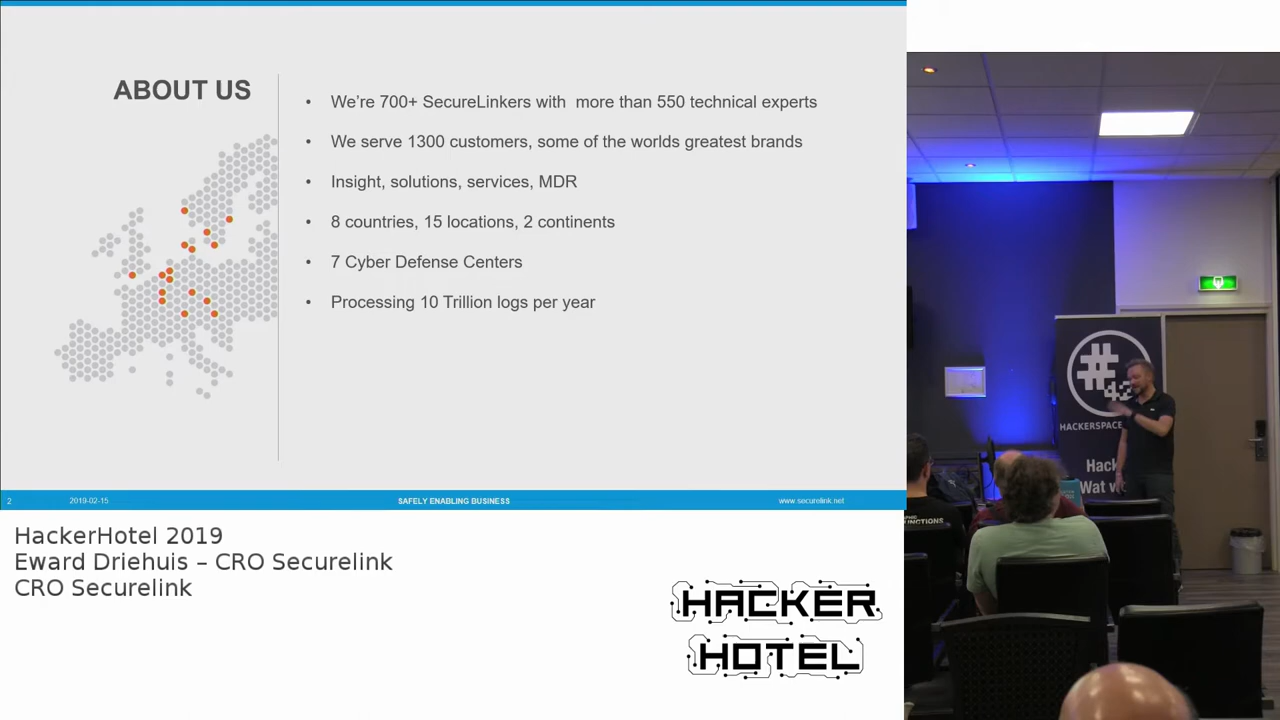 ABOUT US
• We're 700+ SecureLinkers with more than 550 technical experts
• We serve 1300 customers, some of the worlds greatest brands
• Insight, solutions, services, MDR
• 8 countries, 15 locations, 2 continents
• 7 Cyber Defense Centers
• Processing 10 Trillion logs per year
2 2019-02-15 SAFELY ENABLING BUSINESS www.securelink.net
HackerHotel 2019
Eward Driehuis – CRO Securelink
CRO Securelink
HACKER
HOTEL
#42
HACKERSPACE
Hack
Wat